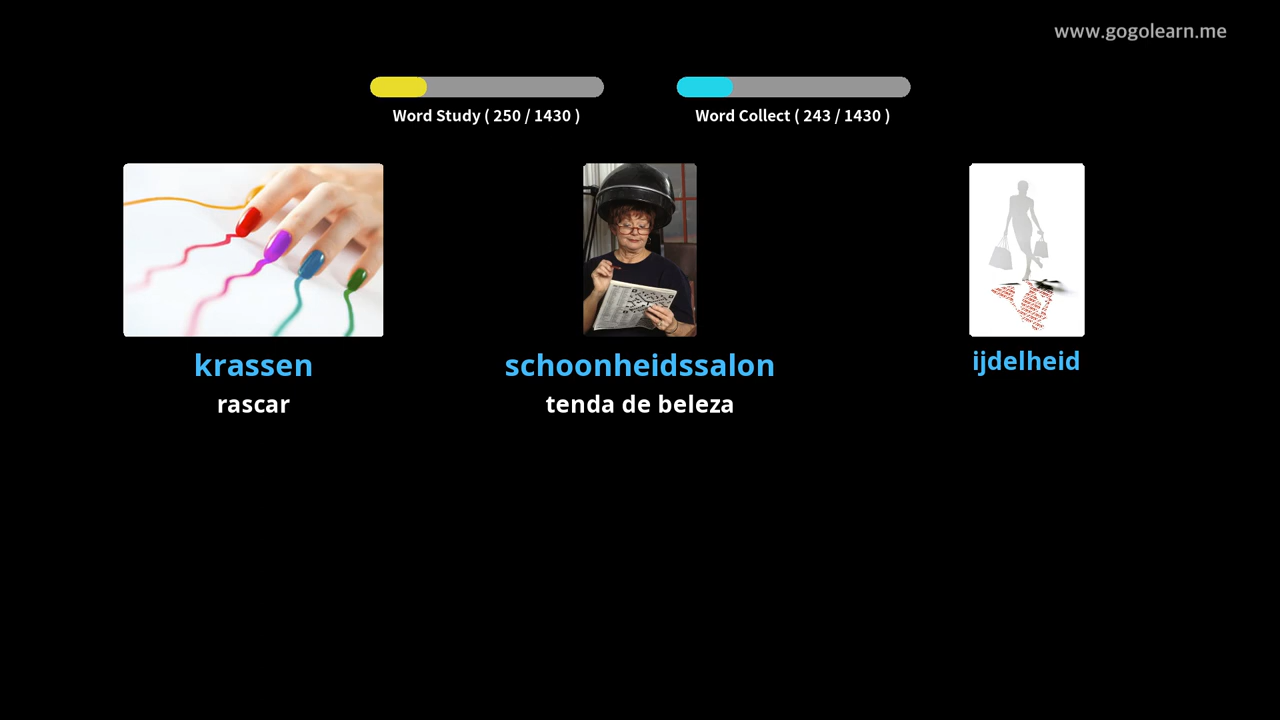 www.gogolearn.me
Word Study ( 250 / 1430 )
Word Collect ( 243 / 1430 )
krassen
schoonheidssalon
ijdelheid
rascar
tenda de beleza